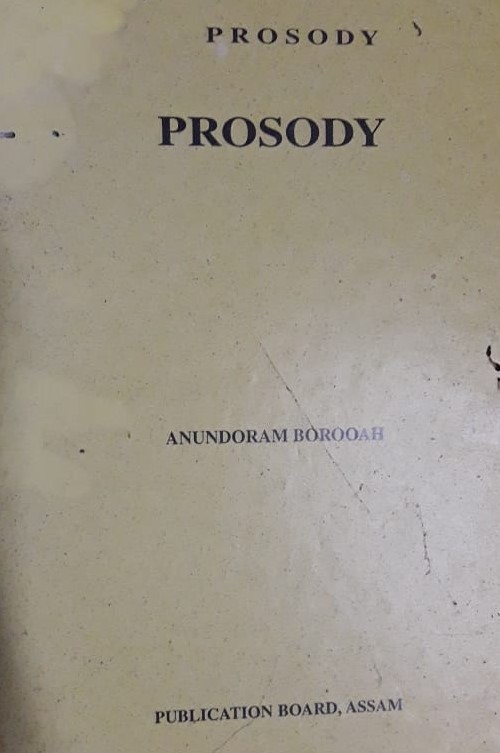 PROSODY
PROSODY
ANUNDORAM BOROOAH
PUBLICATION BOARD, ASSAM